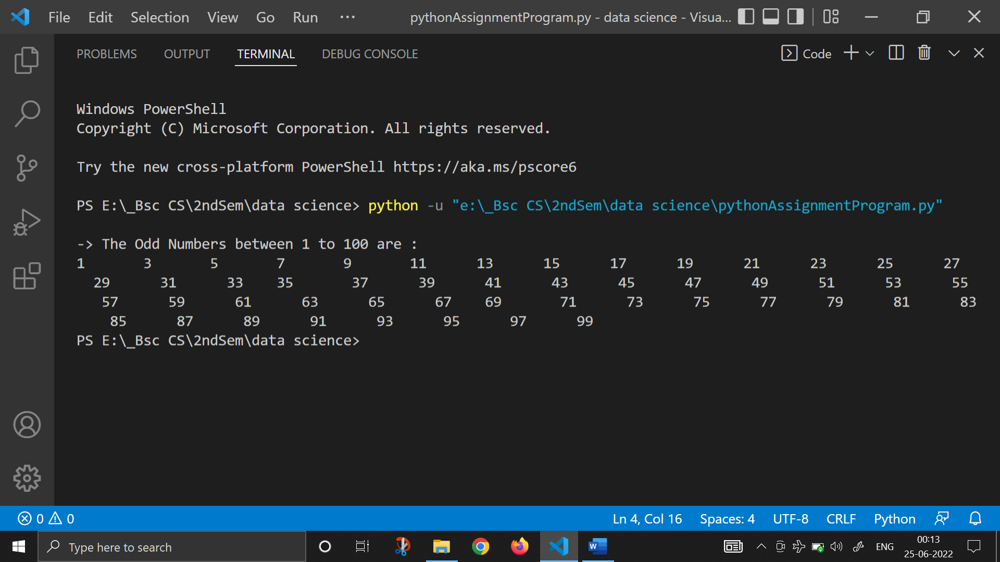 File Edit Selection View Go Run ··· pythonAssignmentProgram.py - data science - Visua...
PROBLEMS OUTPUT TERMINAL DEBUG CONSOLE Code
Windows PowerShell
Copyright (C) Microsoft Corporation. All rights reserved.
Try the new cross-platform PowerShell https://aka.ms/pscore6
PS E:\_Bsc CS\2ndSem\data science> python -u "e:\_Bsc CS\2ndSem\data science\pythonAssignmentProgram.py"
-> The Odd Numbers between 1 to 100 are :
1 3 5 7 9 11 13 15 17 19 21 23 25 27
29 31 33 35 37 39 41 43 45 47 49 51 53 55
57 59 61 63 65 67 69 71 73 75 77 79 81 83
85 87 89 91 93 95 97 99
PS E:\_Bsc CS\2ndSem\data science>
0 0 Ln 4, Col 16 Spaces: 4 UTF-8 CRLF Python
Type here to search W ENG 00:13
25-06-2022